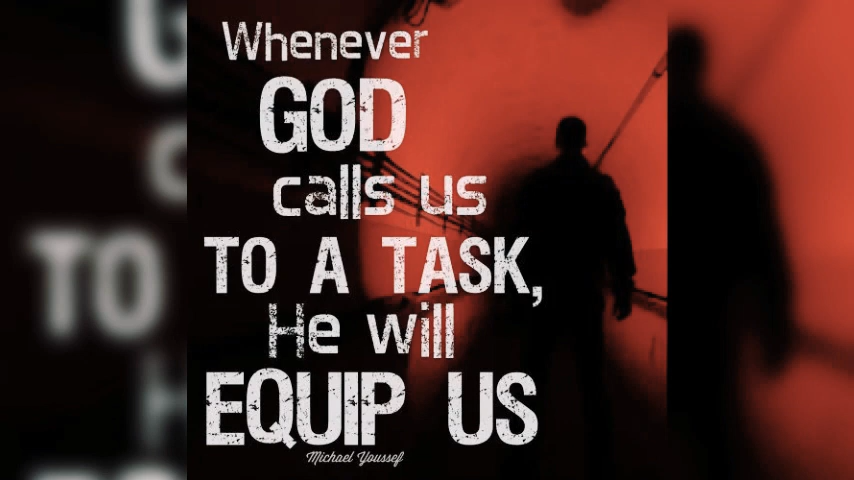 Whenever
GOD
calls us
TO A TASK,
He will
EQUIP US
Michael Youssef